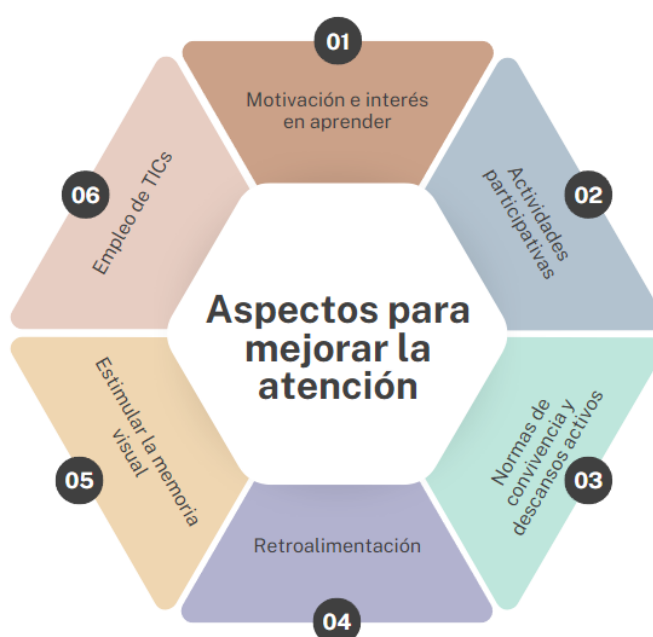 01
Motivación e interés
en aprender
02
Actividades
participativas
03
Normas de
convivencia y
descansos activos
04
Retroalimentación
05
Estimular la memoria
visual
06
Empleo de TICs
Aspectos para
mejorar la
atención